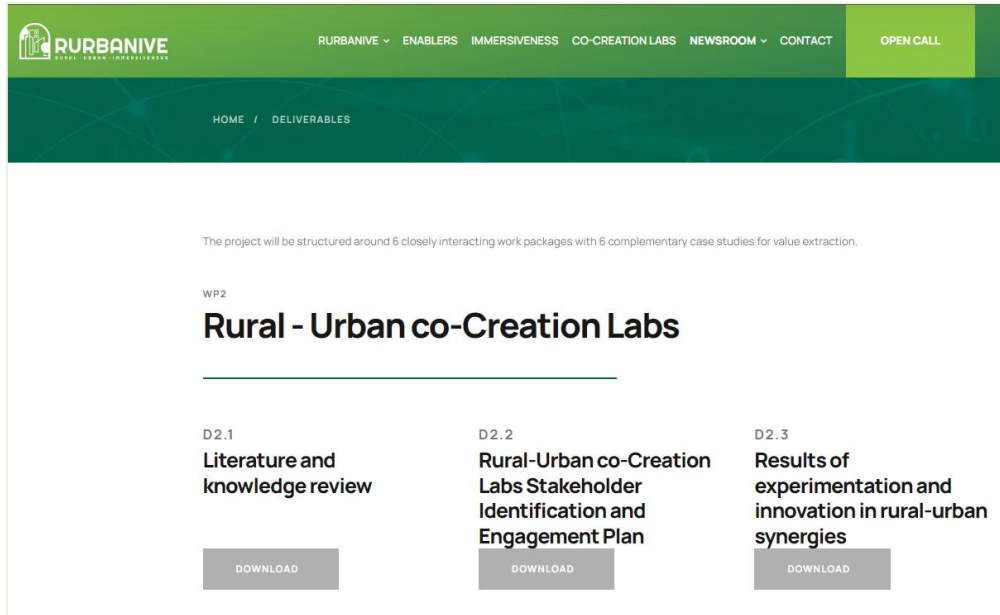 RURBANIVE
RURAL - URBAN - IMMERSIVENESS
RURBANIVE ENABLERS IMMERSIVENESS CO-CREATION LABS NEWSROOM CONTACT OPEN CALL
HOME / DELIVERABLES
The project will be structured around 6 closely interacting work packages with 6 complementary case studies for value extraction.
WP2
Rural - Urban co-Creation Labs
D2.1
Literature and
knowledge review
DOWNLOAD
D2.2
Rural-Urban co-Creation
Labs Stakeholder
Identification and
Engagement Plan
DOWNLOAD
D2.3
Results of
experimentation and
innovation in rural-urban
synergies
DOWNLOAD